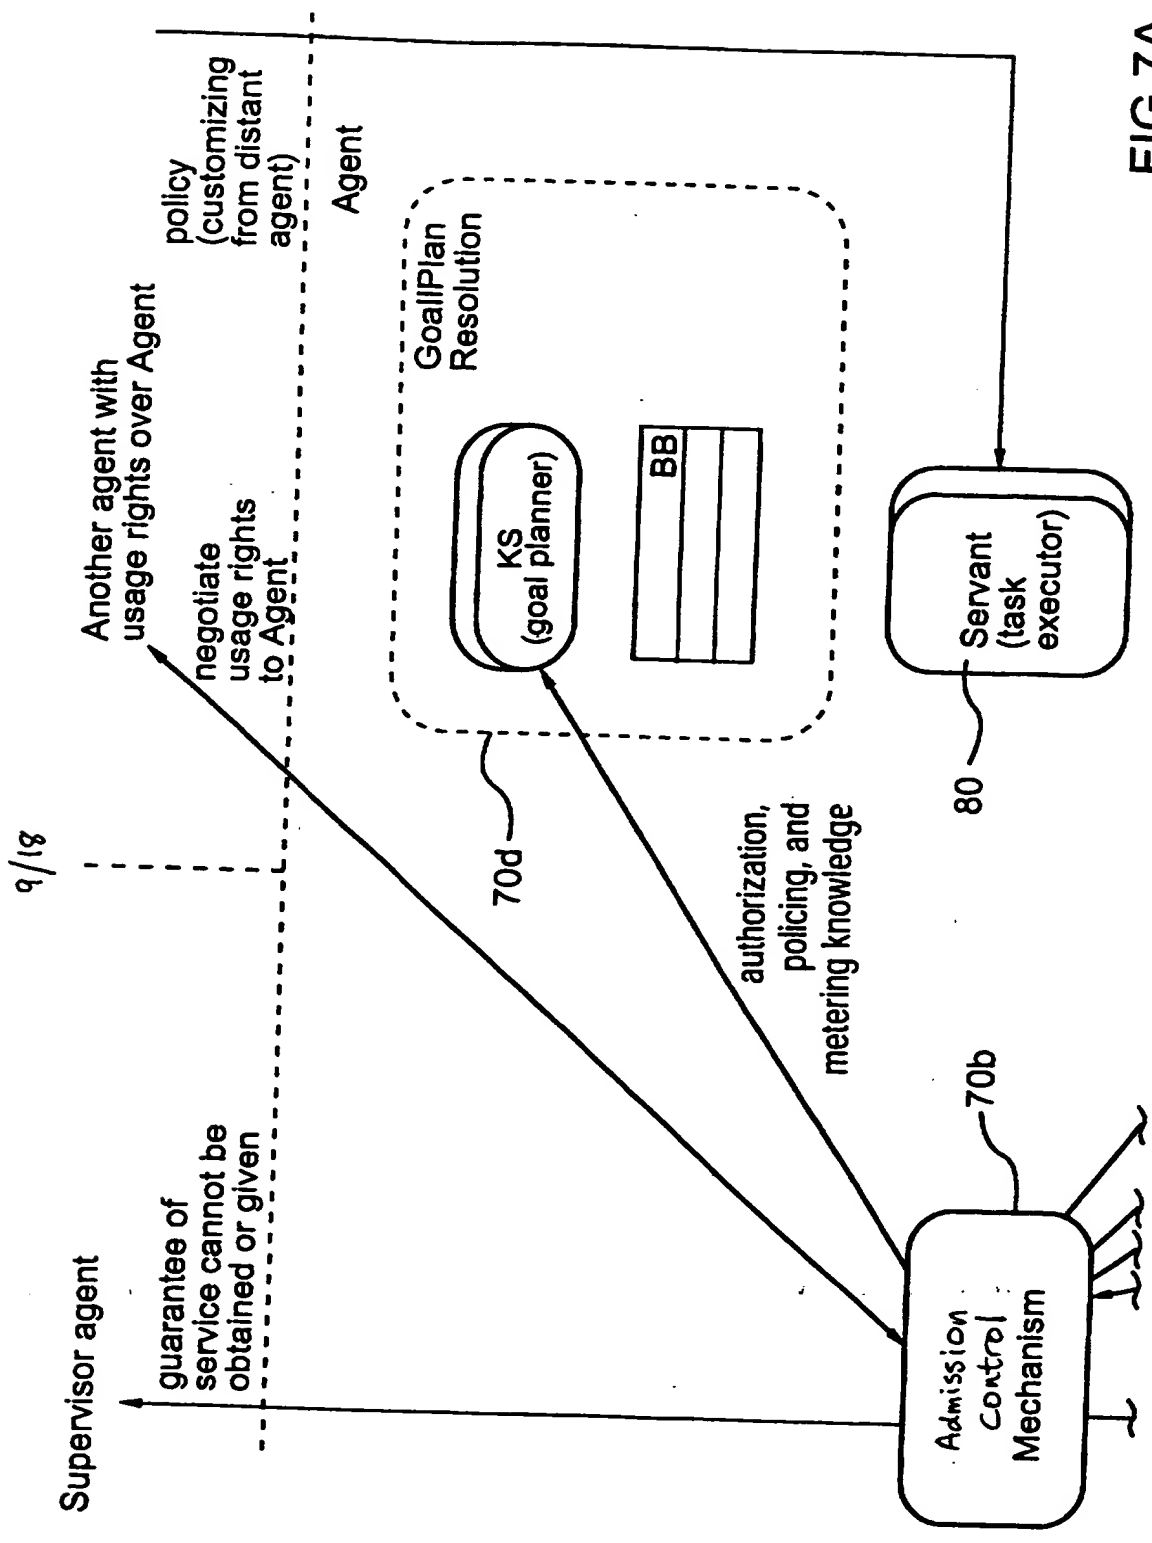 9/18
Supervisor agent
guarantee of
service cannot be
obtained or given
Another agent with
usage rights over Agent
negotiate
usage rights
to Agent
policy
(customizing
from distant
agent)
Agent
GoallPlan
Resolution
KS
(goal planner)
BB
70d
authorization,
policing, and
metering knowledge
80
Servant
(task
executor)
70b
Admission
Control
Mechanism
FIG 7A